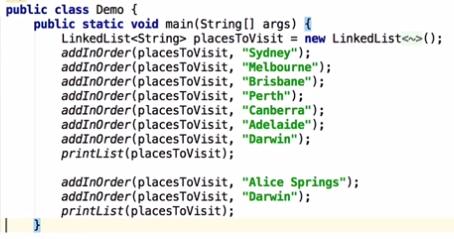 public class Demo {
public static void main(String[] args) {
LinkedList<String> placesToVisit = new LinkedList<~>();
addInOrder(placesToVisit, "Sydney");
addInOrder(placesToVisit, "Melbourne");
addInOrder(placesToVisit, "Brisbane");
addInOrder(placesToVisit, "Perth");
addInOrder(placesToVisit, "Canberra");
addInOrder(placesToVisit, "Adelaide");
addInOrder(placesToVisit, "Darwin");
printList(placesToVisit);
addInOrder(placesToVisit, "Alice Springs");
addInOrder(placesToVisit, "Darwin");
printList(placesToVisit);
}